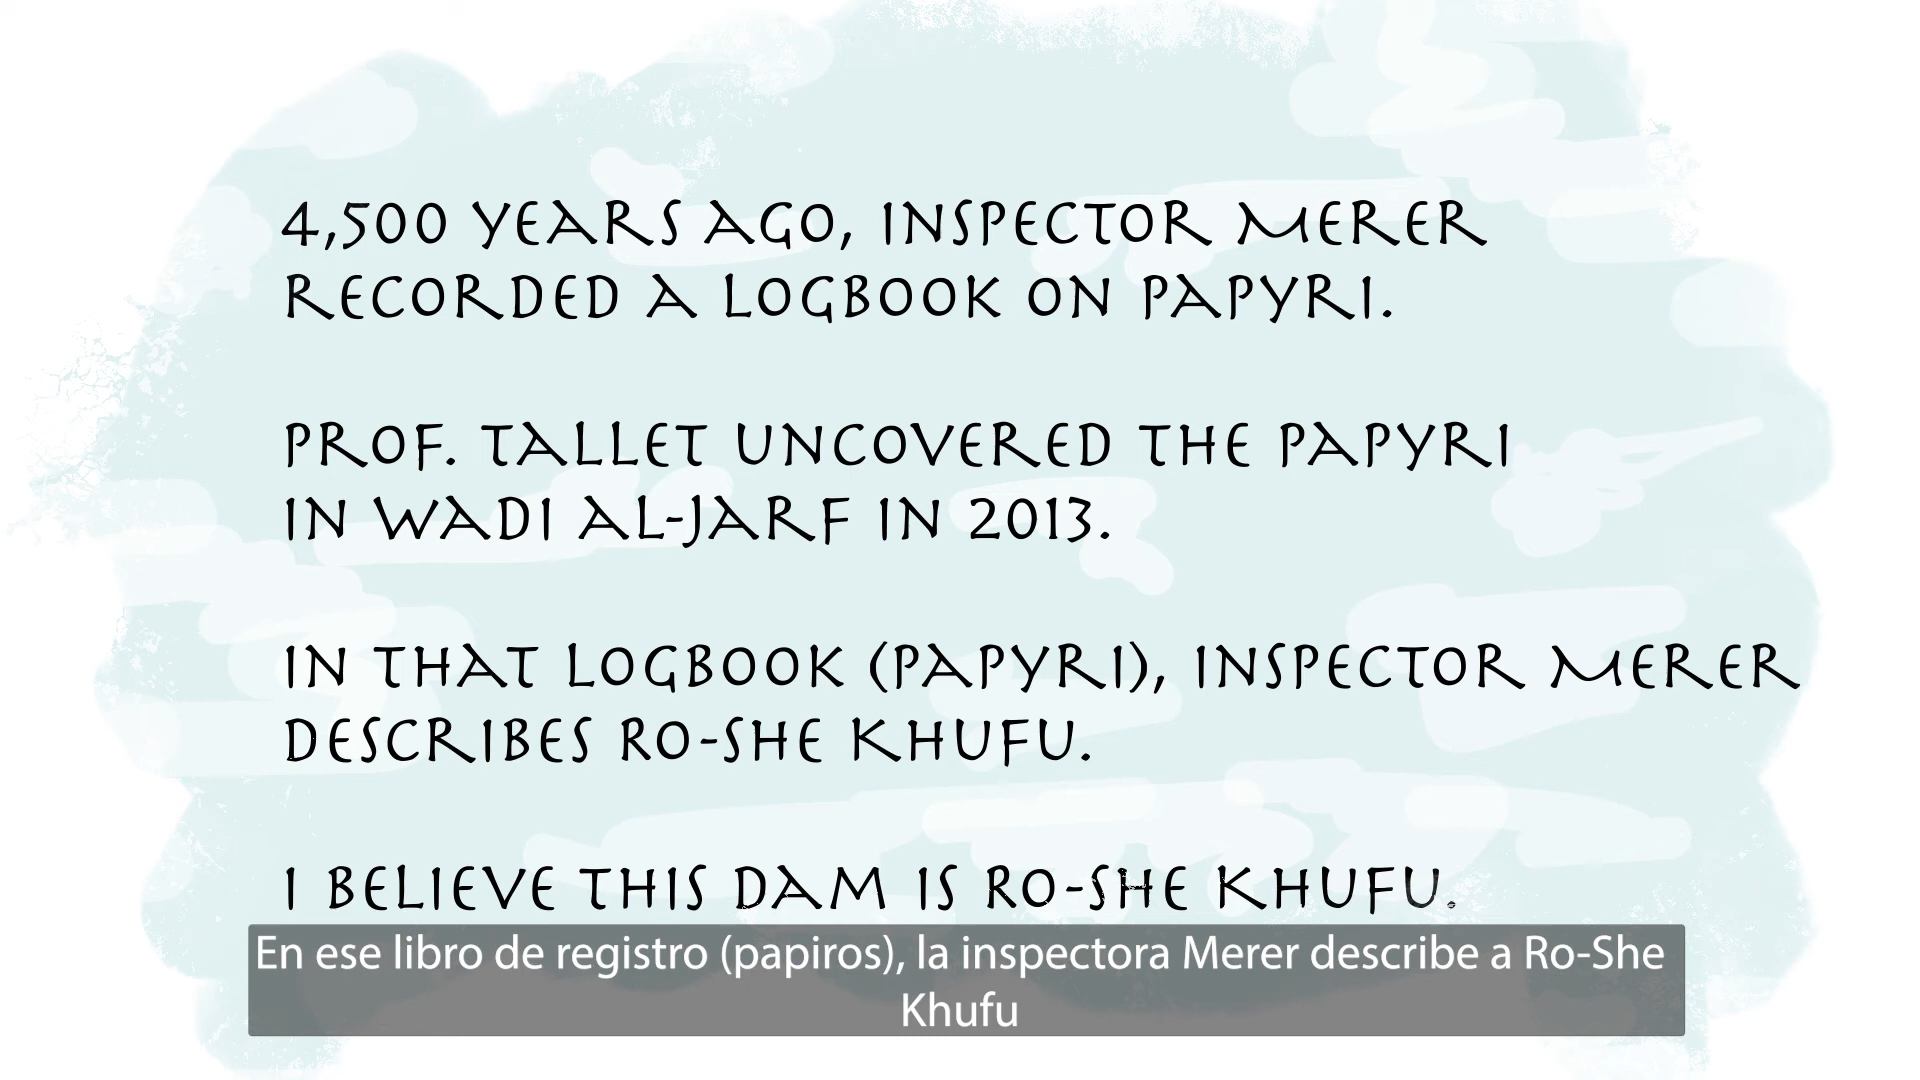 4,500 YEARS AGO, INSPECTOR MERER
RECORDED A LOGBOOK ON PAPYRI.
PROF. TALLET UNCOVERED THE PAPYRI
IN WADI AL-JARF IN 2013.
IN THAT LOGBOOK (PAPYRI), INSPECTOR MERER
DESCRIBES RO-SHE KHUFU.
I BELIEVE THIS DAM IS RO-SHE KHUFU.
En ese libro de registro (papiros), la inspectora Merer describe a Ro-She
Khufu